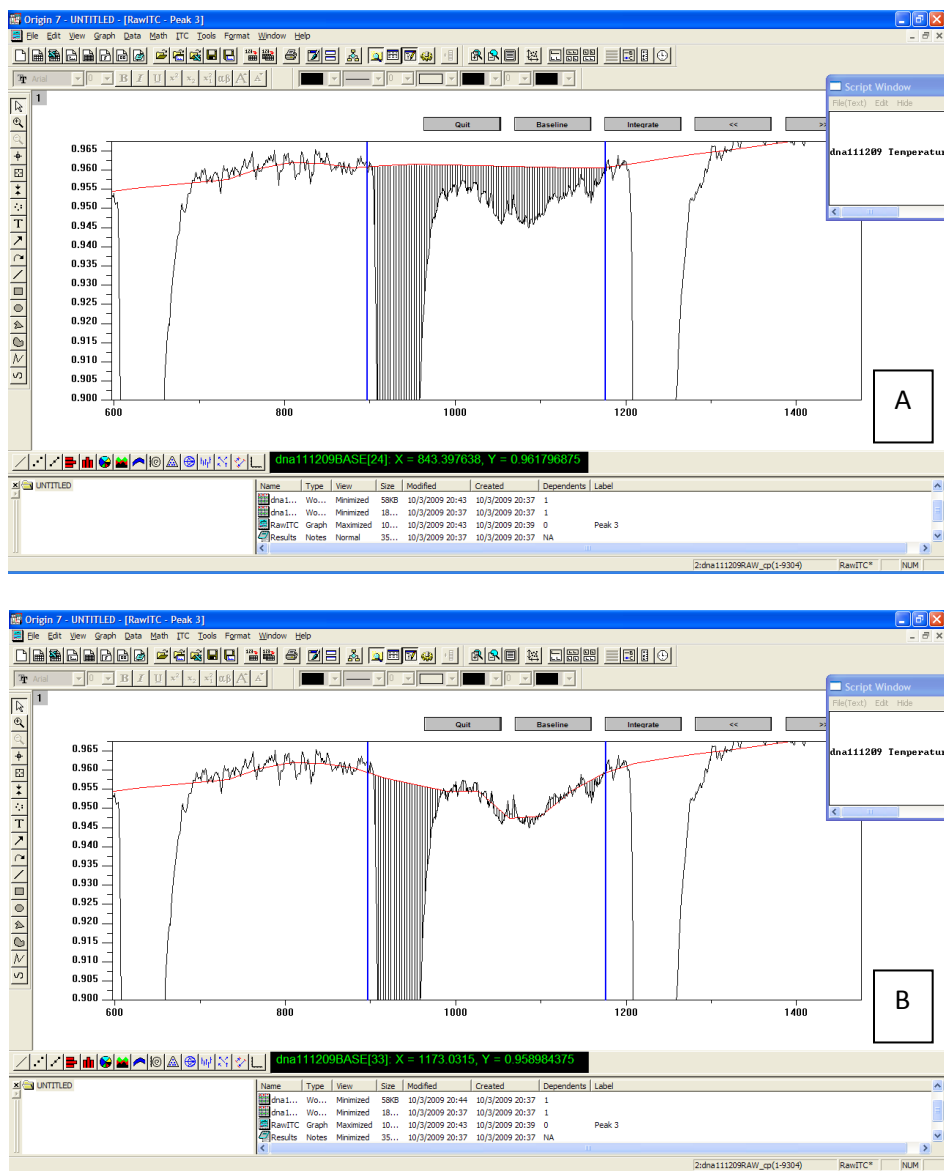 Origin 7 - UNTITLED - [RawITC - Peak 3]
File Edit View Graph Data Math ITC Tools Format Window Help
Arial 0 B I U
1
Script Window
File(Text) Edit Hide
dna111209 Temperatur
Quit Baseline Integrate << >>
0.965
0.960
0.955
0.950
0.945
0.940
0.935
0.930
0.925
0.920
0.915
0.910
0.905
0.900
600 800 1000 1200 1400
A
dna111209BASE[24]: X = 843.397638, Y = 0.961796875
UNTITLED
Name Type View Size Modified Created Dependents Label
dna1... Wo... Minimized 58KB 10/3/2009 20:43 10/3/2009 20:37 1
dna1... Wo... Minimized 18... 10/3/2009 20:37 10/3/2009 20:37 1
RawITC Graph Maximized 10... 10/3/2009 20:43 10/3/2009 20:39 0 Peak 3
Results Notes Normal 35... 10/3/2009 20:37 10/3/2009 20:37 NA
2:dna111209RAW_cp(1-9304) RawITC* NUM
Origin 7 - UNTITLED - [RawITC - Peak 3]
File Edit View Graph Data Math ITC Tools Format Window Help
Arial 0 B I U
1
Script Window
File(Text) Edit Hide
dna111209 Temperatur
Quit Baseline Integrate << >>
0.965
0.960
0.955
0.950
0.945
0.940
0.935
0.930
0.925
0.920
0.915
0.910
0.905
0.900
600 800 1000 1200 1400
B
dna111209BASE[33]: X = 1173.0315, Y = 0.958984375
UNTITLED
Name Type View Size Modified Created Dependents Label
dna1... Wo... Minimized 58KB 10/3/2009 20:44 10/3/2009 20:37 1
dna1... Wo... Minimized 18... 10/3/2009 20:37 10/3/2009 20:37 1
RawITC Graph Maximized 10... 10/3/2009 20:43 10/3/2009 20:39 0 Peak 3
Results Notes Minimized 35... 10/3/2009 20:37 10/3/2009 20:37 NA
2:dna111209RAW_cp(1-9304) RawITC* NUM